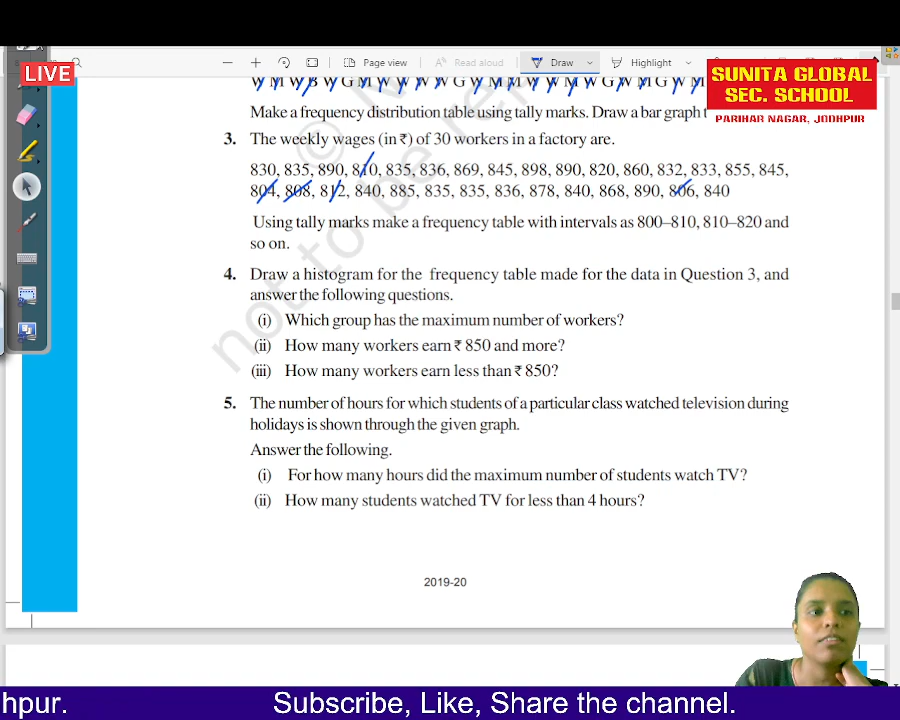 LIVE
Page view
Read aloud
Draw
Highlight
SUNITA GLOBAL
SEC. SCHOOL
PARIHAR NAGAR, JODHPUR
Make a frequency distribution table using tally marks. Draw a bar graph
3. The weekly wages (in ₹) of 30 workers in a factory are.
830, 835, 890, 810, 835, 836, 869, 845, 898, 890, 820, 860, 832, 833, 855, 845,
804, 808, 812, 840, 885, 835, 835, 836, 878, 840, 868, 890, 806, 840
Using tally marks make a frequency table with intervals as 800–810, 810–820 and
so on.
4. Draw a histogram for the frequency table made for the data in Question 3, and
answer the following questions.
(i) Which group has the maximum number of workers?
(ii) How many workers earn ₹ 850 and more?
(iii) How many workers earn less than ₹ 850?
5. The number of hours for which students of a particular class watched television during
holidays is shown through the given graph.
Answer the following.
(i) For how many hours did the maximum number of students watch TV?
(ii) How many students watched TV for less than 4 hours?
not to be re
2019-20
hpur. Subscribe, Like, Share the channel.